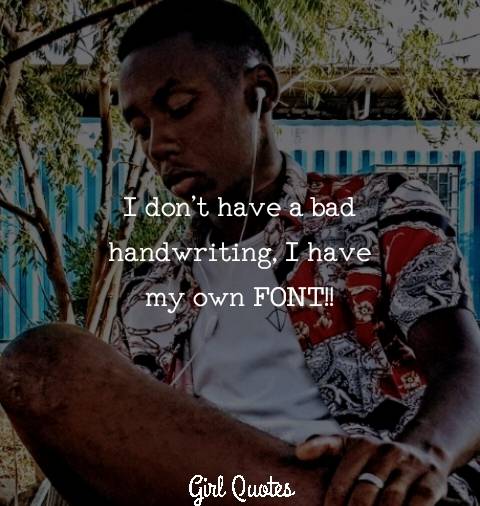 I don't have a bad
handwriting, I have
my own FONT!!
Girl Quotes